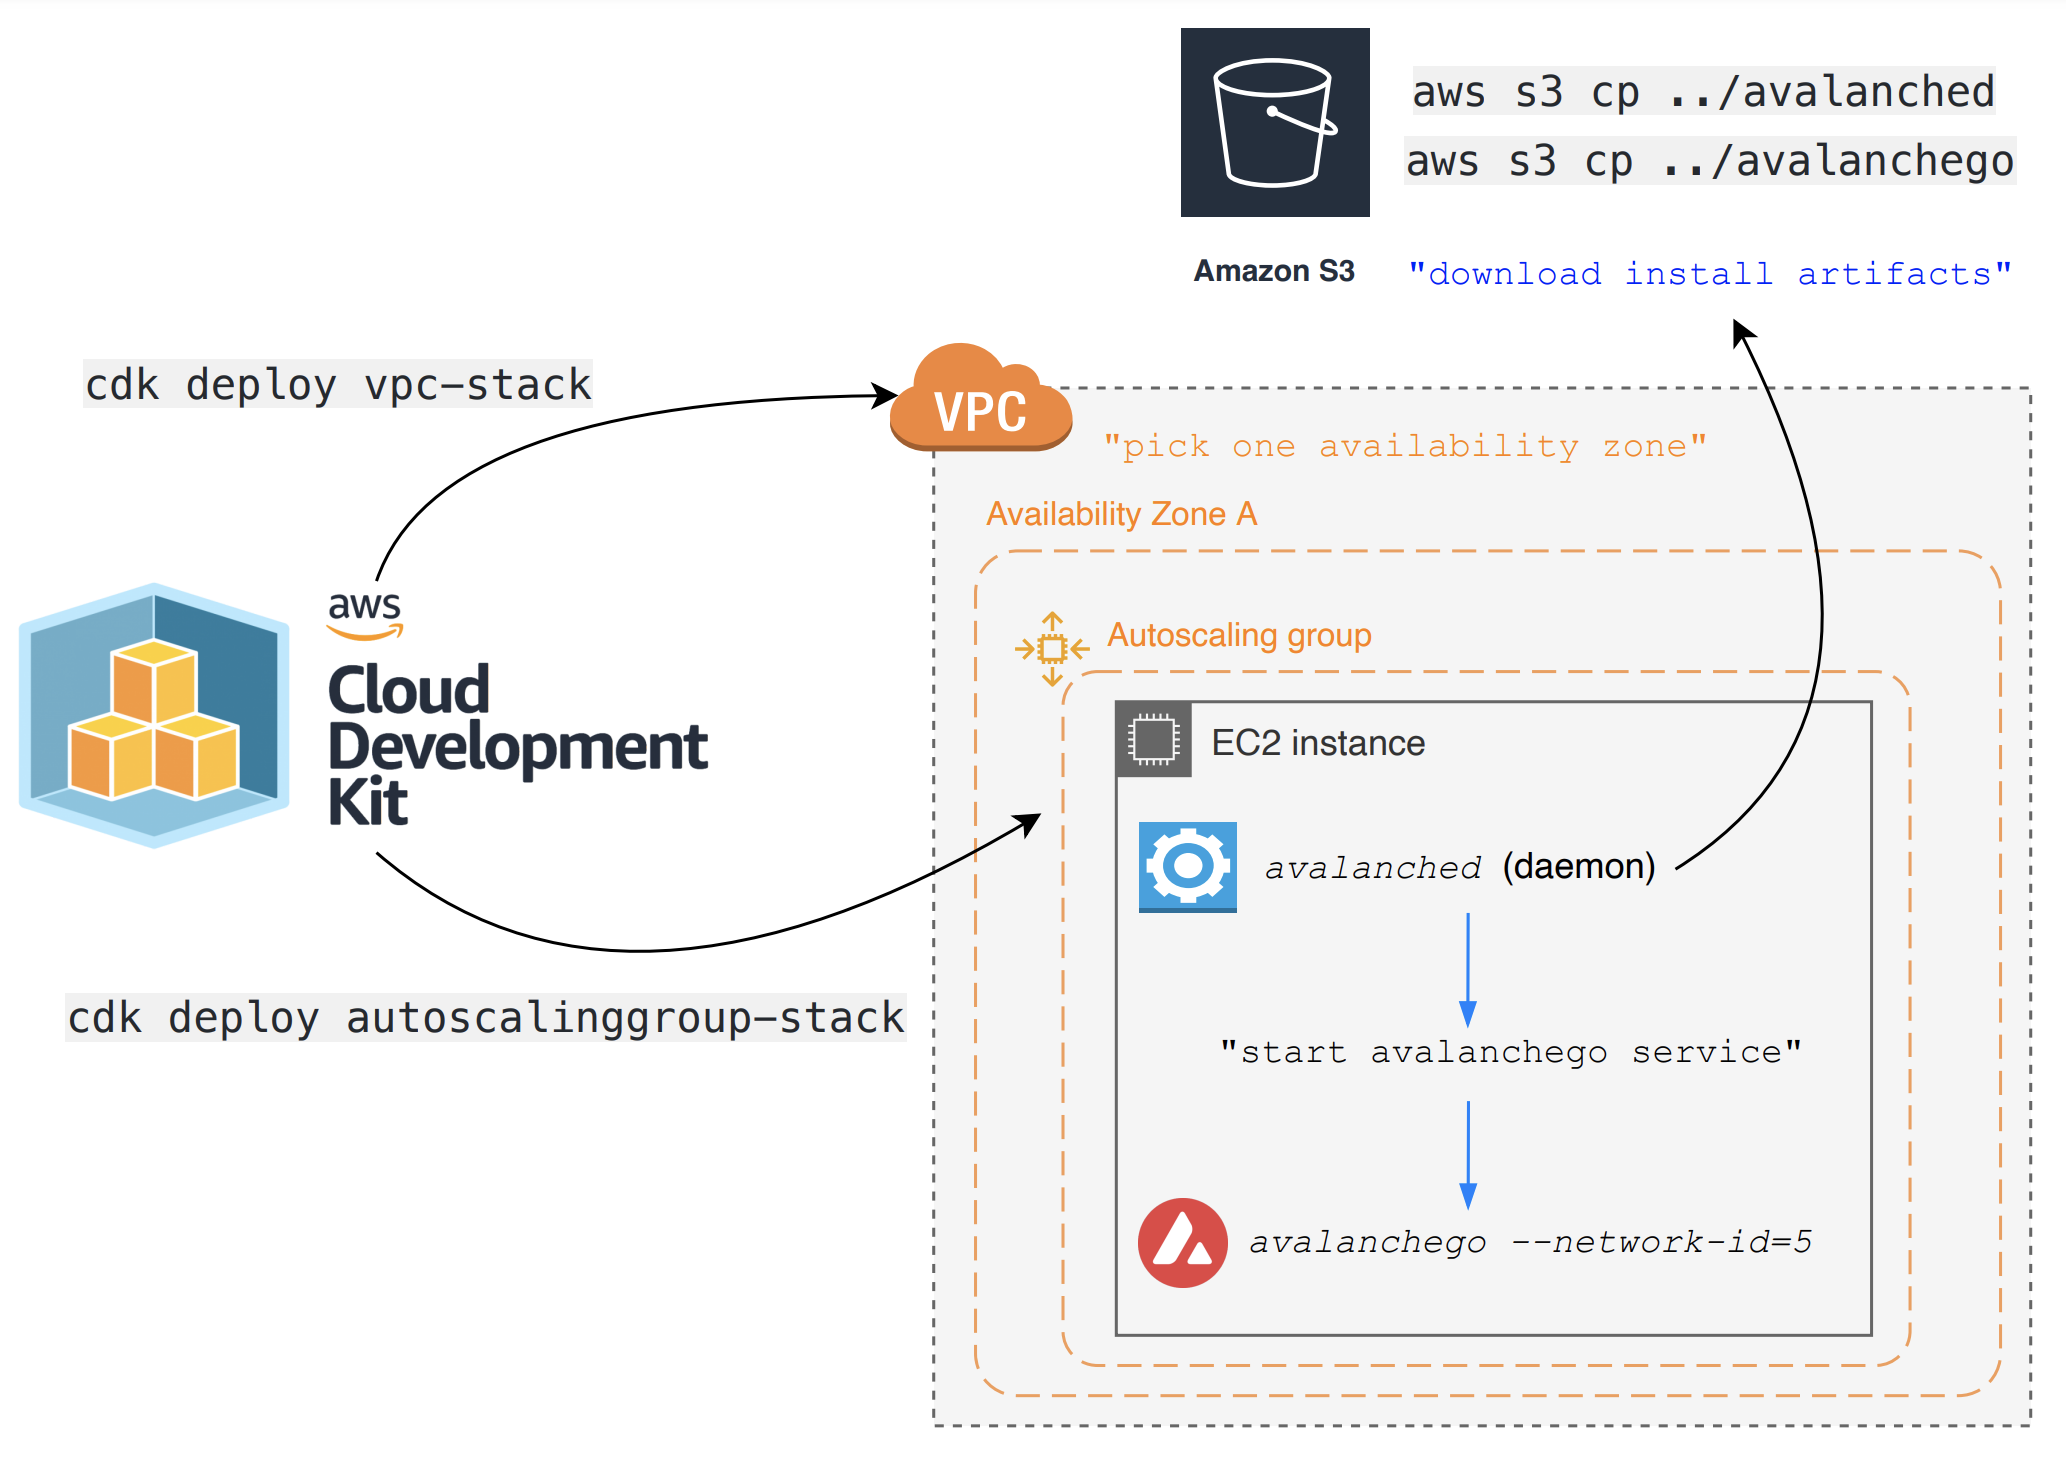 aws s3 cp ../avalanched
aws s3 cp ../avalanchego
Amazon S3
"download install artifacts"
cdk deploy vpc-stack
VPC
"pick one availability zone"
Availability Zone A
aws
Cloud
Development
Kit
Autoscaling group
EC2 instance
avalanched (daemon)
cdk deploy autoscalinggroup-stack
"start avalanchego service"
avalanchego --network-id=5